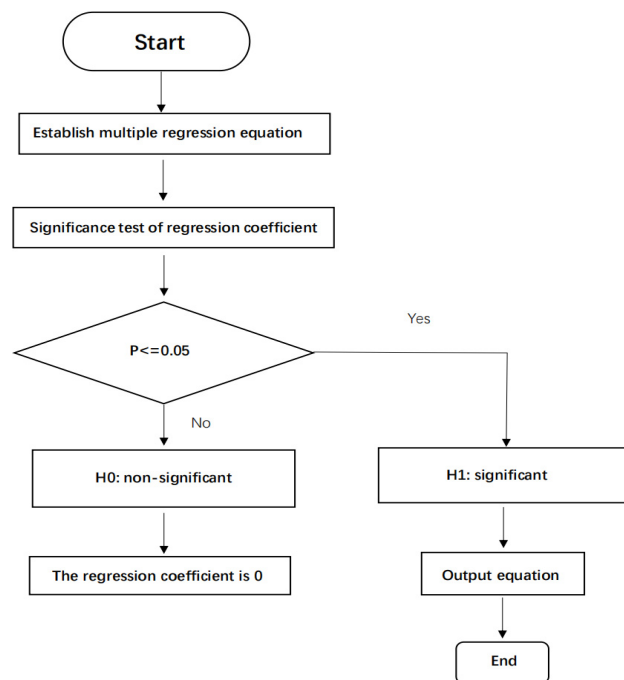 Start
Establish multiple regression equation
Significance test of regression coefficient
P<=0.05
Yes
No
H0: non-significant
H1: significant
The regression coefficient is 0
Output equation
End